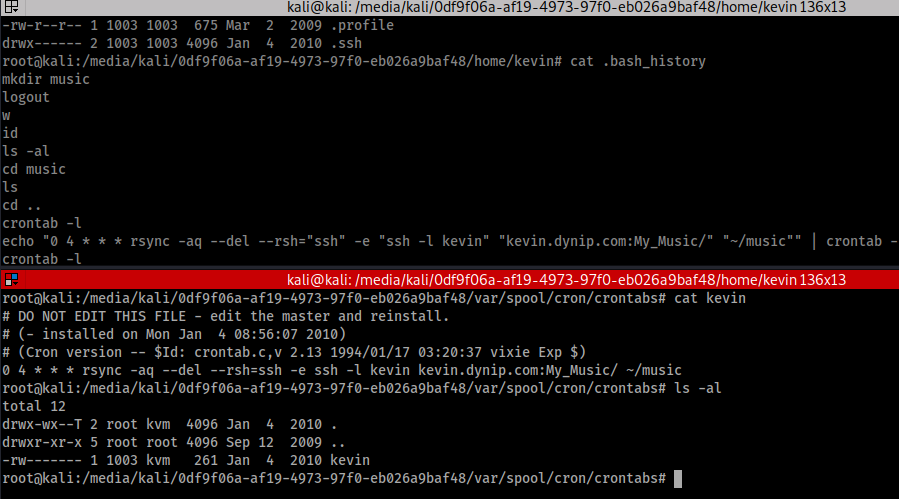 kali@kali: /media/kali/0df9f06a-af19-4973-97f0-eb026a9baf48/home/kevin 136x13
-rw-r--r-- 1 1003 1003  675 Mar  2  2009 .profile
drwx------ 2 1003 1003 4096 Jan  4  2010 .ssh
root@kali:/media/kali/0df9f06a-af19-4973-97f0-eb026a9baf48/home/kevin# cat .bash_history
mkdir music
logout
w
id
ls -al
cd music
ls
cd ..
crontab -l
echo "0 4 * * * rsync -aq --del --rsh="ssh" -e "ssh -l kevin" "kevin.dynip.com:My_Music/" "~/music"" | crontab -
crontab -l
kali@kali: /media/kali/0df9f06a-af19-4973-97f0-eb026a9baf48/home/kevin 136x13
root@kali:/media/kali/0df9f06a-af19-4973-97f0-eb026a9baf48/var/spool/cron/crontabs# cat kevin
# DO NOT EDIT THIS FILE - edit the master and reinstall.
# (- installed on Mon Jan  4 08:56:07 2010)
# (Cron version -- $Id: crontab.c,v 2.13 1994/01/17 03:20:37 vixie Exp $)
0 4 * * * rsync -aq --del --rsh=ssh -e ssh -l kevin kevin.dynip.com:My_Music/ ~/music
root@kali:/media/kali/0df9f06a-af19-4973-97f0-eb026a9baf48/var/spool/cron/crontabs# ls -al
total 12
drwx-wx--T 2 root kvm  4096 Jan  4  2010 .
drwxr-xr-x 5 root root 4096 Sep 12  2009 ..
-rw------- 1 1003 kvm   261 Jan  4  2010 kevin
root@kali:/media/kali/0df9f06a-af19-4973-97f0-eb026a9baf48/var/spool/cron/crontabs#